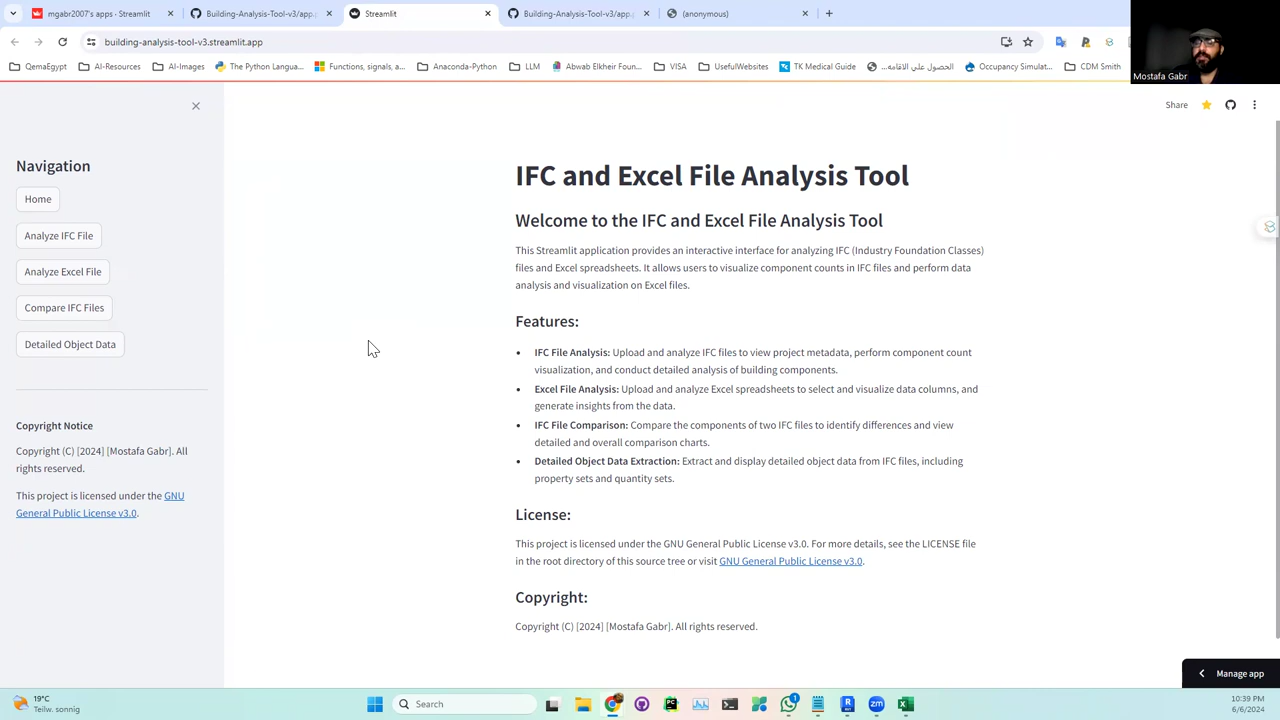 mgabr2007's apps · Streamlit
Building-Analysis-Tool-v3/app.
Streamlit
Building-Analysis-Tool-v3/app.
(anonymous)
building-analysis-tool-v3.streamlit.app
QemaEgypt
AI-Resources
AI-Images
The Python Langua...
Functions, signals, a...
Anaconda-Python
LLM
Abwab Elkheir Foun...
VISA
UsefulWebsites
TK Medical Guide
الحصول علي الاقامه...
Occupancy Simulat...
CDM Smith
Mostafa Gabr
Share
Navigation
Home
Analyze IFC File
Analyze Excel File
Compare IFC Files
Detailed Object Data
Copyright Notice
Copyright (C) [2024] [Mostafa Gabr]. All
rights reserved.
This project is licensed under the GNU
General Public License v3.0.
IFC and Excel File Analysis Tool
Welcome to the IFC and Excel File Analysis Tool
This Streamlit application provides an interactive interface for analyzing IFC (Industry Foundation Classes)
files and Excel spreadsheets. It allows users to visualize component counts in IFC files and perform data
analysis and visualization on Excel files.
Features:
• IFC File Analysis: Upload and analyze IFC files to view project metadata, perform component count
visualization, and conduct detailed analysis of building components.
• Excel File Analysis: Upload and analyze Excel spreadsheets to select and visualize data columns, and
generate insights from the data.
• IFC File Comparison: Compare the components of two IFC files to identify differences and view
detailed and overall comparison charts.
• Detailed Object Data Extraction: Extract and display detailed object data from IFC files, including
property sets and quantity sets.
License:
This project is licensed under the GNU General Public License v3.0. For more details, see the LICENSE file
in the root directory of this source tree or visit GNU General Public License v3.0.
Copyright:
Copyright (C) [2024] [Mostafa Gabr]. All rights reserved.
Manage app
19°C
Teilw. sonnig
Search
1
zm
10:39 PM
6/6/2024